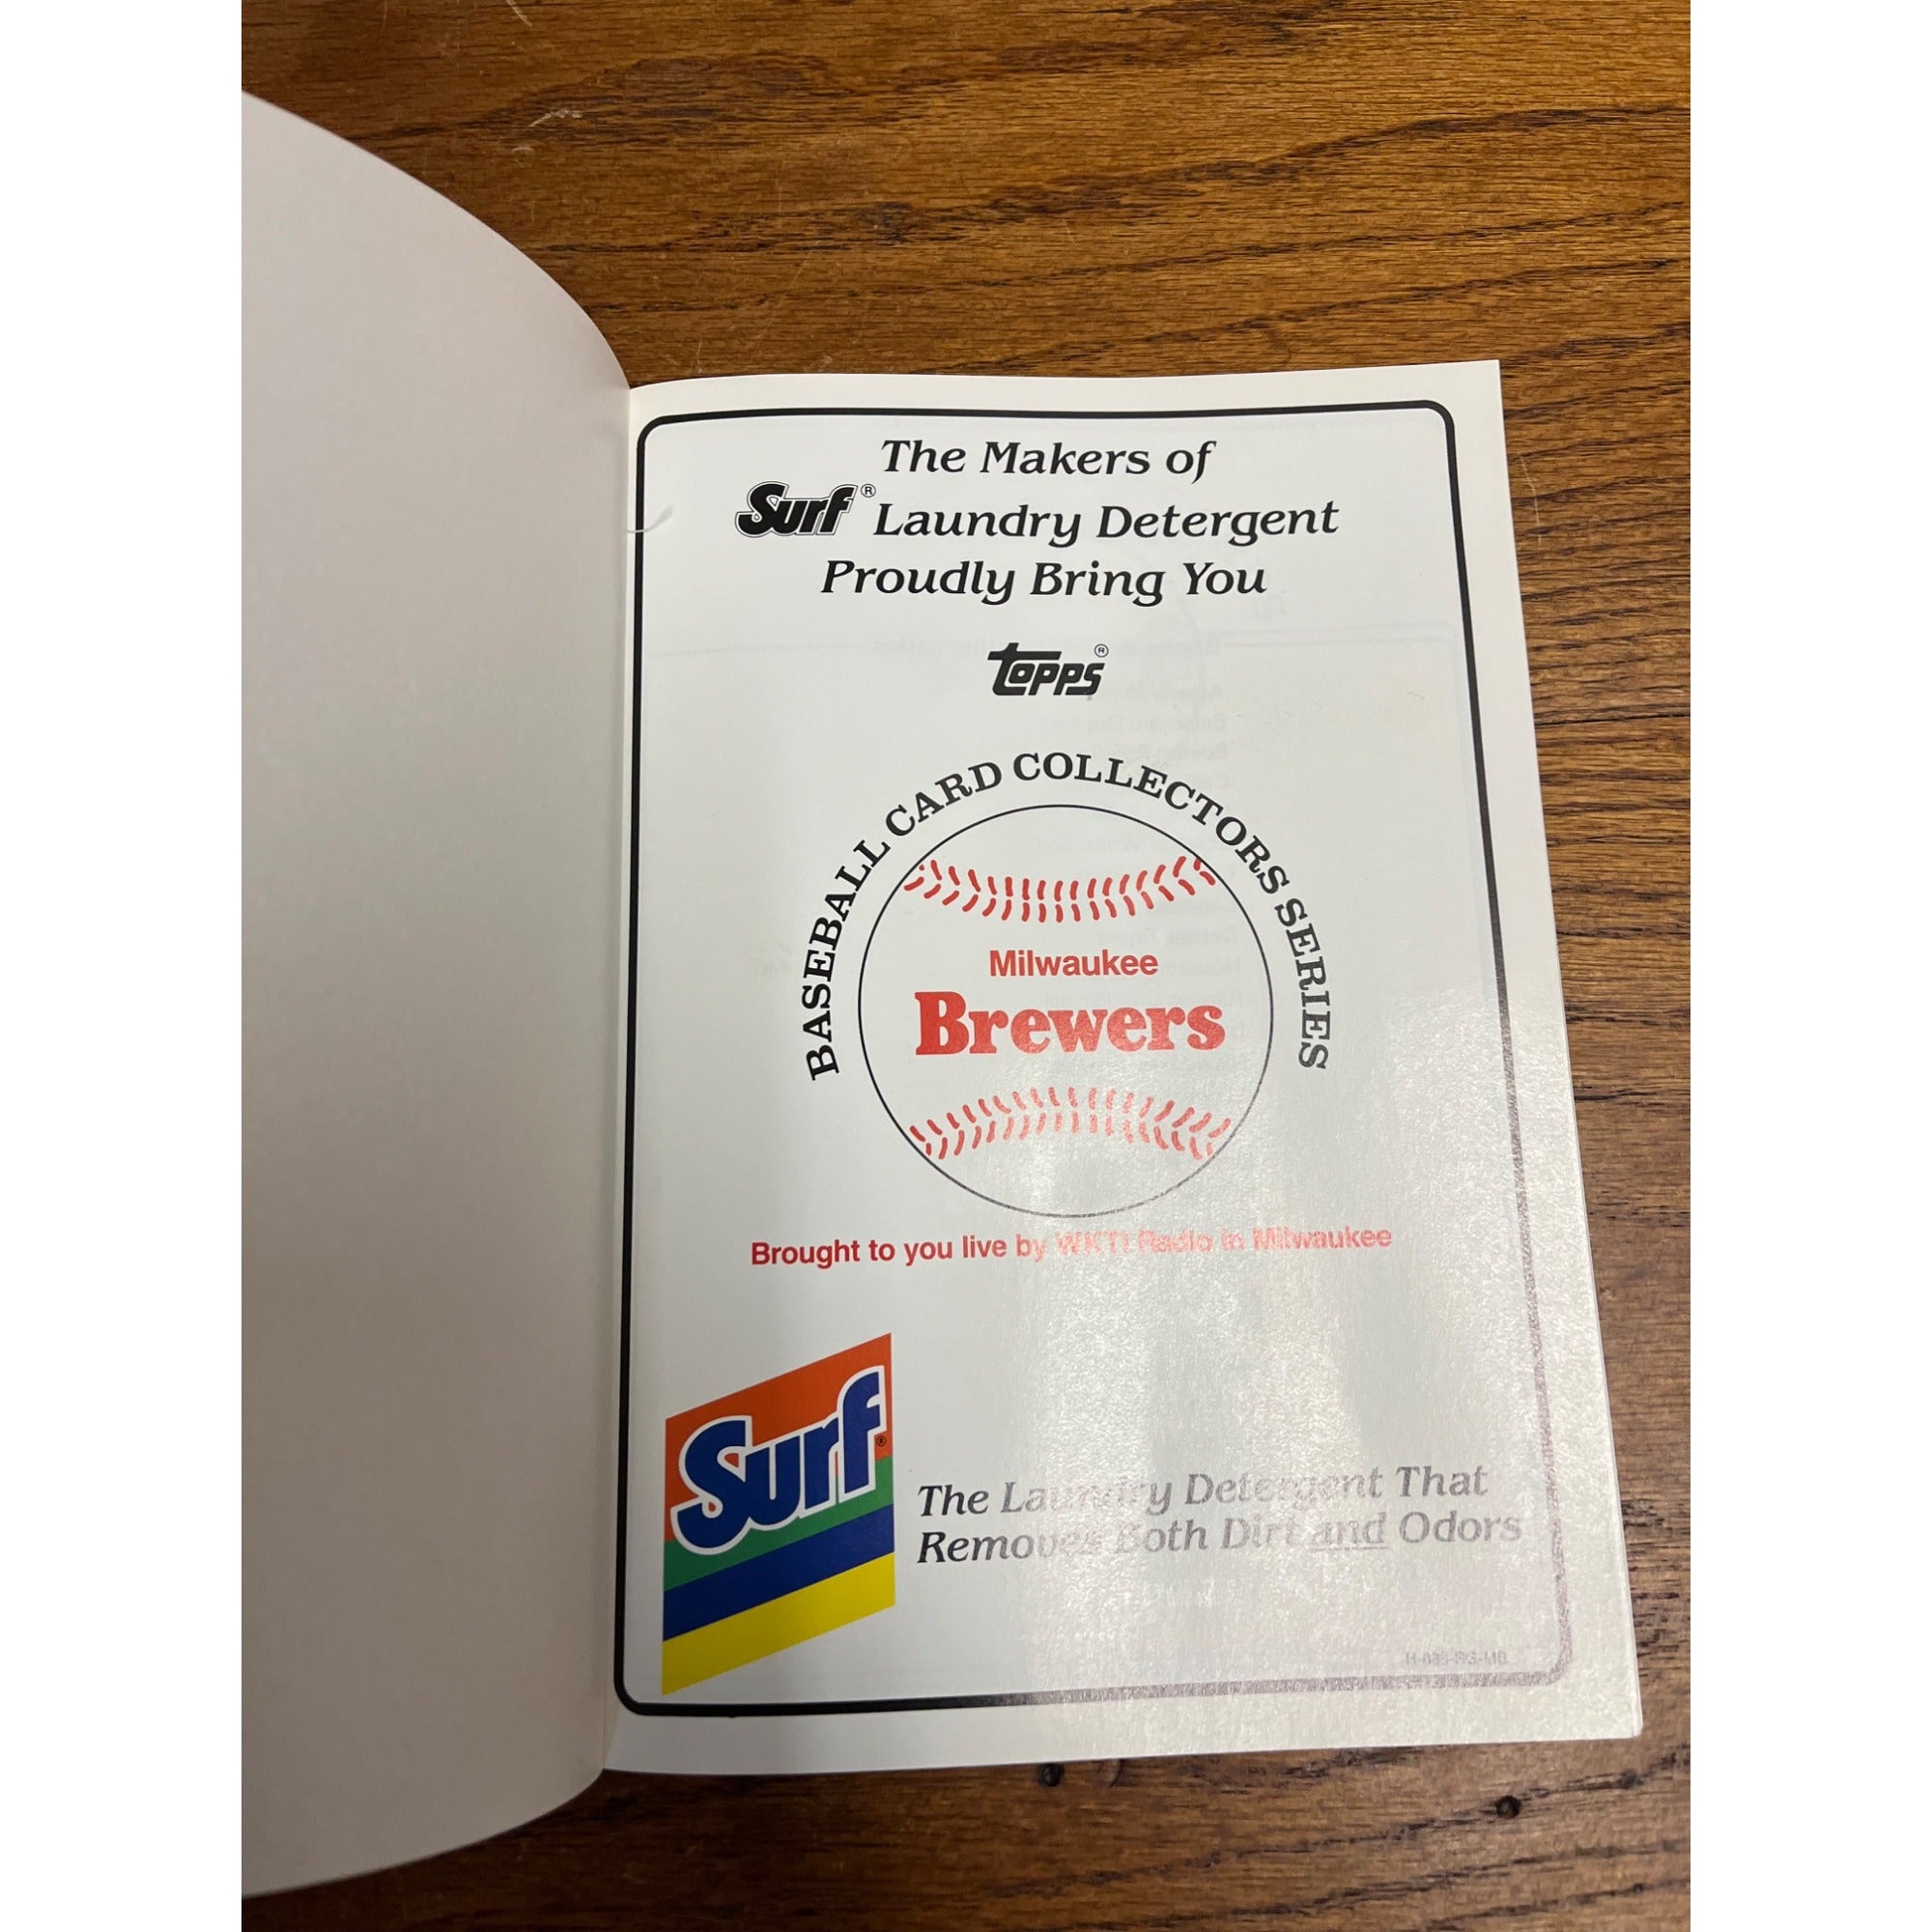 The Makers of
Surf® Laundry Detergent
Proudly Bring You
Topps®
BASEBALL CARD COLLECTORS SERIES
Milwaukee
Brewers
Brought to you live by WKTI Radio in Milwaukee
Surf®
The Laundry Detergent That
Removes Both Dirt and Odors